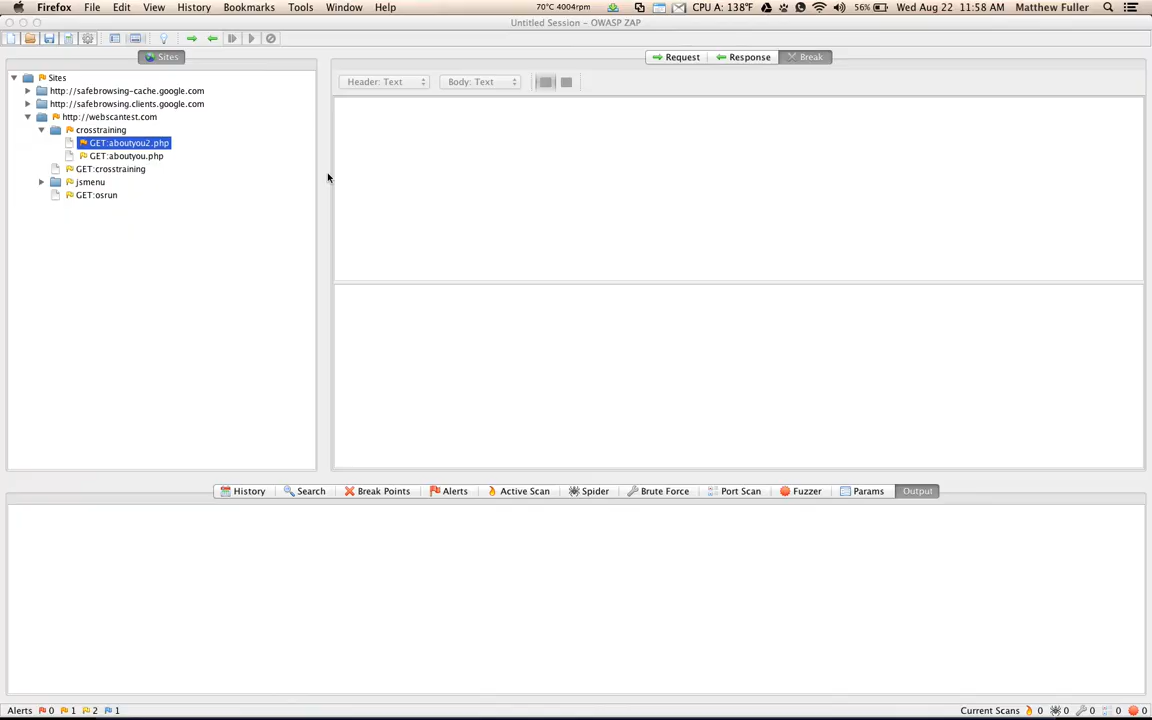 Firefox File Edit View History Bookmarks Tools Window Help 70°C 4004rpm CPU A: 138°F 56% Wed Aug 22 11:58 AM Matthew Fuller
Untitled Session - OWASP ZAP
Sites
Request Response Break
Sites
Header: Text Body: Text
http://safebrowsing-cache.google.com
http://safebrowsing.clients.google.com
http://webscantest.com
crosstraining
GET:aboutyou2.php
GET:aboutyou.php
GET:crosstraining
jsmenu
GET:osrun
History Search Break Points Alerts Active Scan Spider Brute Force Port Scan Fuzzer Params Output
Alerts 0 1 2 1 Current Scans 0 0 0 0 0